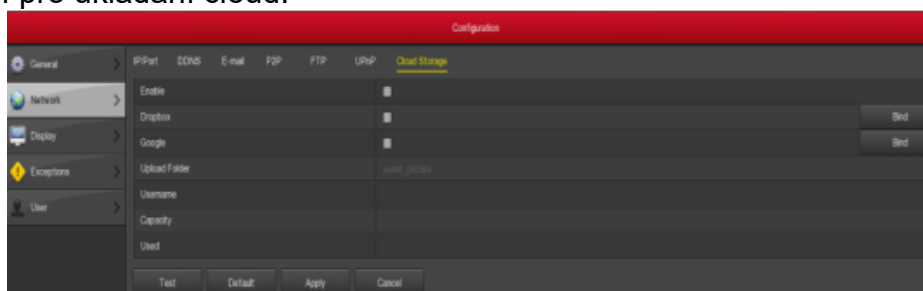 pro ukládání cloud.
Configuration
General
Network
Display
Exceptions
User
IP/Port DDNS E-mail P2P FTP UPnP Cloud Storage
Enable
Dropbox Bind
Google Bind
Upload Folder event_picture
Username
Capacity
Used
Test Default Apply Cancel